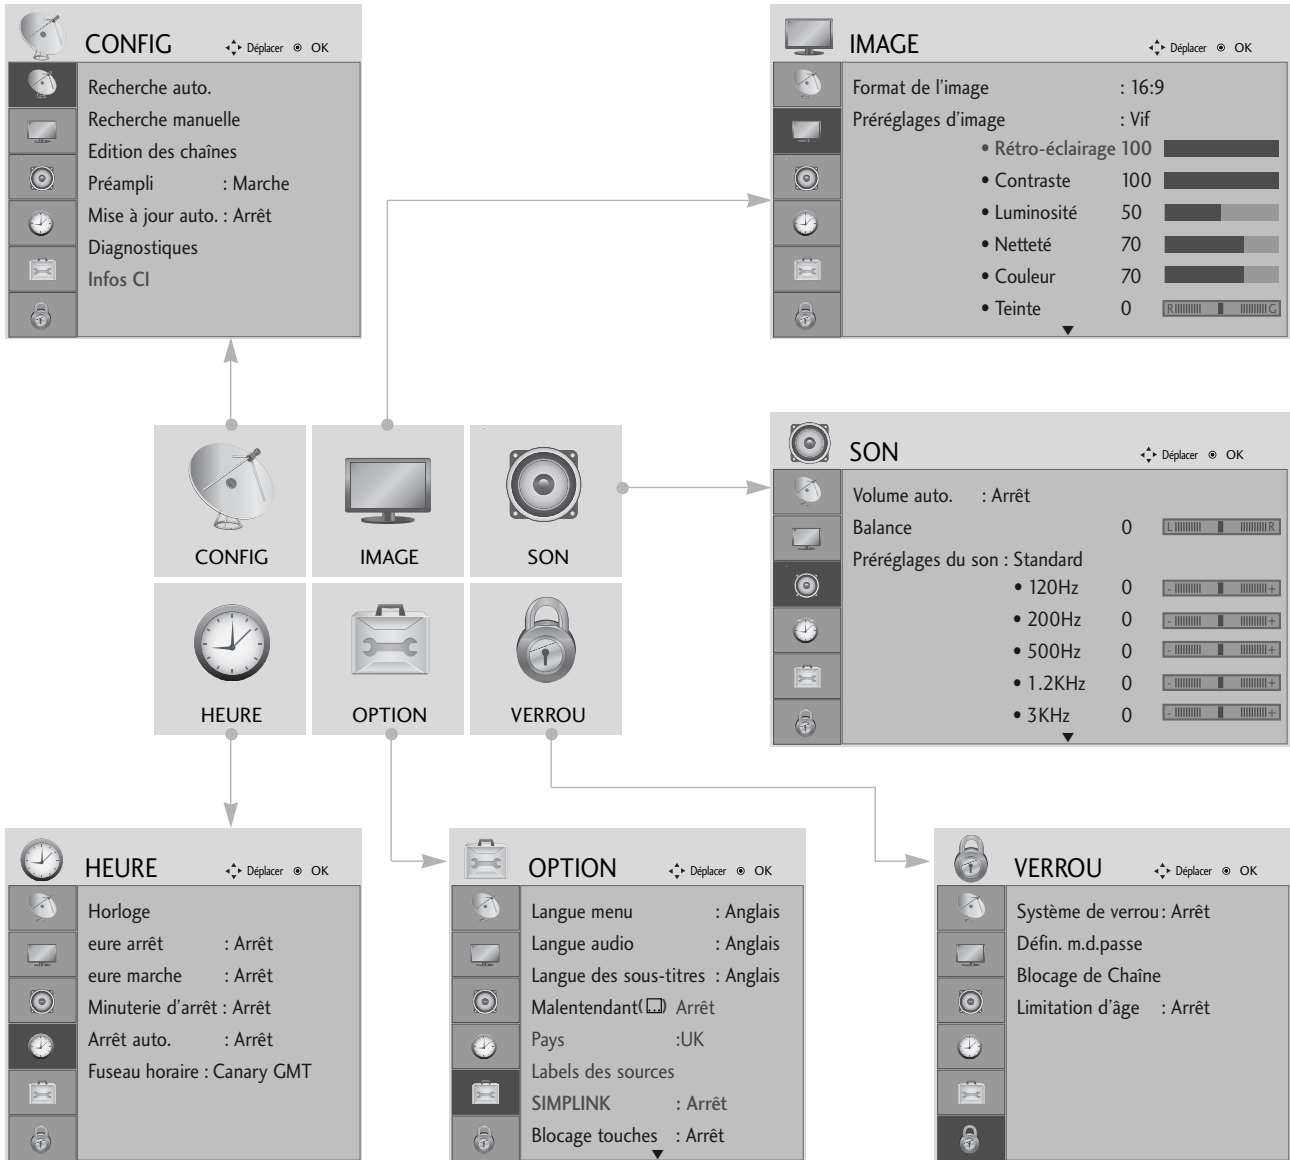 CONFIG Déplacer OK
Recherche auto.
Recherche manuelle
Edition des chaînes
Préampli : Marche
Mise à jour auto. : Arrêt
Diagnostiques
Infos CI
IMAGE Déplacer OK
Format de l'image : 16:9
Préréglages d'image : Vif
• Rétro-éclairage 100
• Contraste 100
• Luminosité 50
• Netteté 70
• Couleur 70
• Teinte 0 R G
CONFIG
IMAGE
SON
HEURE
OPTION
VERROU
SON Déplacer OK
Volume auto. : Arrêt
Balance 0 L R
Préréglages du son : Standard
• 120Hz 0 - +
• 200Hz 0 - +
• 500Hz 0 - +
• 1.2KHz 0 - +
• 3KHz 0 - +
HEURE Déplacer OK
Horloge
eure arrêt : Arrêt
eure marche : Arrêt
Minuterie d'arrêt : Arrêt
Arrêt auto. : Arrêt
Fuseau horaire : Canary GMT
OPTION Déplacer OK
Langue menu : Anglais
Langue audio : Anglais
Langue des sous-titres : Anglais
Malentendant( ) Arrêt
Pays :UK
Labels des sources
SIMPLINK : Arrêt
Blocage touches : Arrêt
VERROU Déplacer OK
Système de verrou : Arrêt
Défin. m.d.passe
Blocage de Chaîne
Limitation d'âge : Arrêt